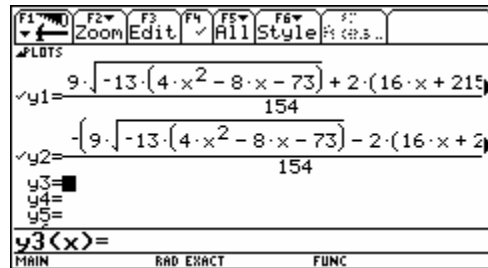 F1 F2 Zoom F3 Edit F4 ✓ F5 All F6 Style
PLOTS
✓y1=9·√-13·(4·x²-8·x-73)+2·(16·x+215
154
✓y2=-(9·√-13·(4·x²-8·x-73)-2·(16·x+2
154
y3=
y4=
y5=
y3(x)=
MAIN RAD EXACT FUNC